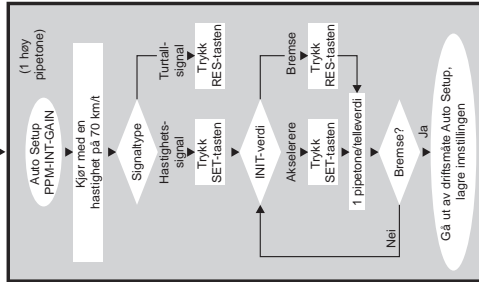 (1 høy
pipetone)
Auto Setup
PPM-INT-GAIN
Kjør med en
hastighet på 70 km/t
Signaltype
Turtall-
signal
Trykk
RES-tasten
Hastighets-
signal
Trykk
SET-tasten
INIT-verdi
Bremse
Trykk
RES-tasten
Akselerere
Trykk
SET-tasten
1 pipetone/telleverdi
Bremse?
Nei
Ja
Gå ut av driftsmåte Auto Setup,
lagre innstillingen